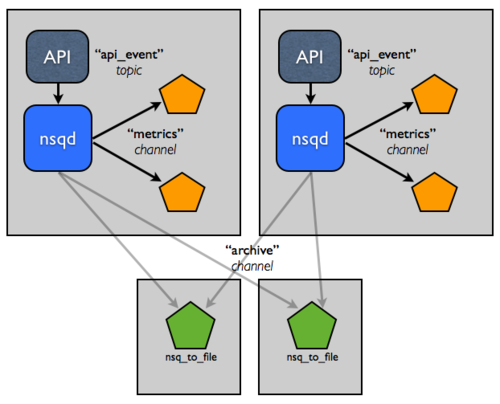 API
“api_event”
topic
nsqd
“metrics”
channel
API
“api_event”
topic
nsqd
“metrics”
channel
“archive”
channel
nsq_to_file
nsq_to_file